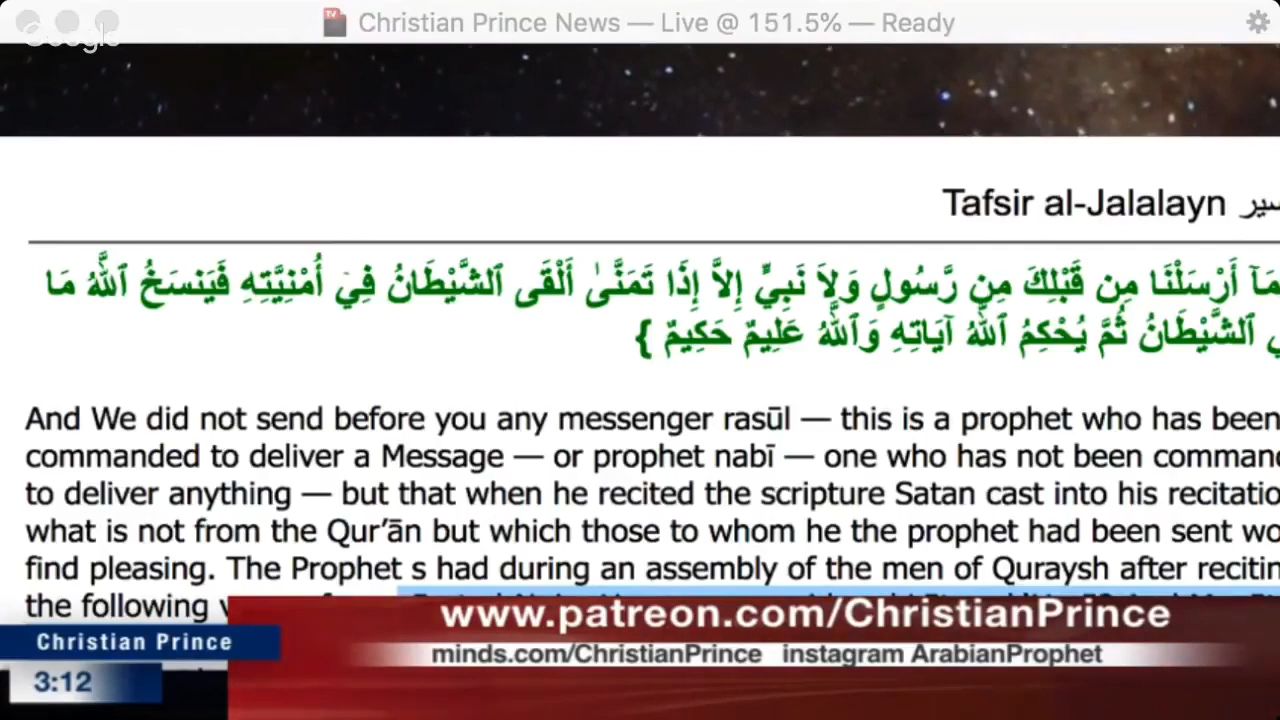 Christian Prince News — Live @ 151.5% — Ready
Google
Tafsir al-Jalalayn
مَآ أَرْسَلْنَا مِن قَبْلِكَ مِن رَّسُولٍ وَلاَ نَبِيٍّ إِلاَّ إِذَا تَمَنَّىٰ أَلْقَى ٱلشَّيْطَانُ فِيۤ أُمْنِيَّتِهِ فَيَنسَخُ ٱللَّهُ مَا
ٱلشَّيْطَانُ ثُمَّ يُحْكِمُ ٱللَّهُ آيَاتِهِ وَٱللَّهُ عَلِيمٌ حَكِيمٌ }
And We did not send before you any messenger rasūl — this is a prophet who has been
commanded to deliver a Message — or prophet nabī — one who has not been
to deliver anything — but that when he recited the scripture Satan cast into his
what is not from the Qur’ān but which those to whom he the prophet had been sent
find pleasing. The Prophet s had during an assembly of the men of Quraysh after
the following
www.patreon.com/ChristianPrince
Christian Prince
minds.com/ChristianPrince instagram ArabianProphet
3:12